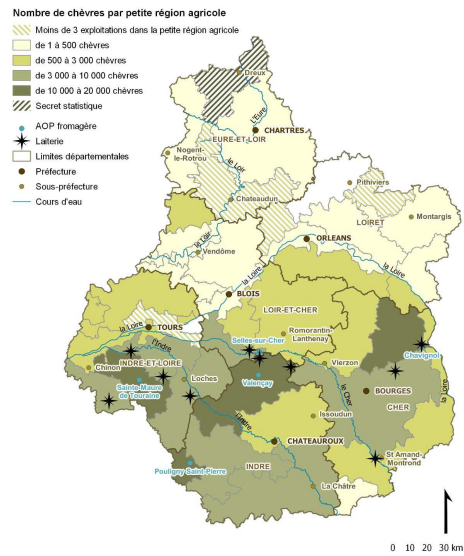 Nombre de chèvres par petite région agricole
Moins de 3 exploitations dans la petite région agricole
de 1 à 500 chèvres
de 500 à 3 000 chèvres
de 3 000 à 10 000 chèvres
de 10 000 à 20 000 chèvres
Secret statistique
AOP fromagère
Laiterie
Limites départementales
Préfecture
Sous-préfecture
Cours d'eau
Dreux
l'Eure
CHARTRES
EURE-ET-LOIR
Nogent-
le-Rotrou
le Loir
Chateaudun
Pithiviers
LOIRET
Montargis
ORLEANS
le Loir
Vendôme
la Loire
la Loire
BLOIS
LOIR-ET-CHER
la Loire
TOURS
Romorantin-
Lanthenay
Selles-sur-Cher
l'Indre
INDRE-ET-LOIRE
Chinon
Vierzon
Chavignol
la Loire
Loches
Valençay
Sainte-Maure
de Touraine
le Cher
BOURGES
CHER
Issoudun
l'Indre
CHATEAUROUX
St Amand-
Montrond
Pouligny Saint-Pierre
INDRE
La Châtre
0 10 20 30 km